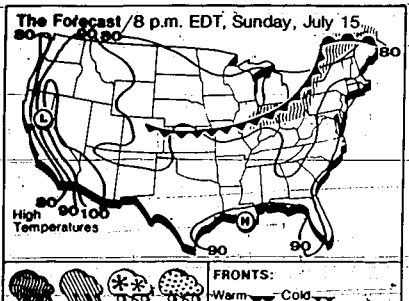 The Forecast/8 p.m. EDT, Sunday, July 15.
80 90 80
80
L
80 90 100
High
Temperatures
H
90
90
FRONTS:
Warm Cold